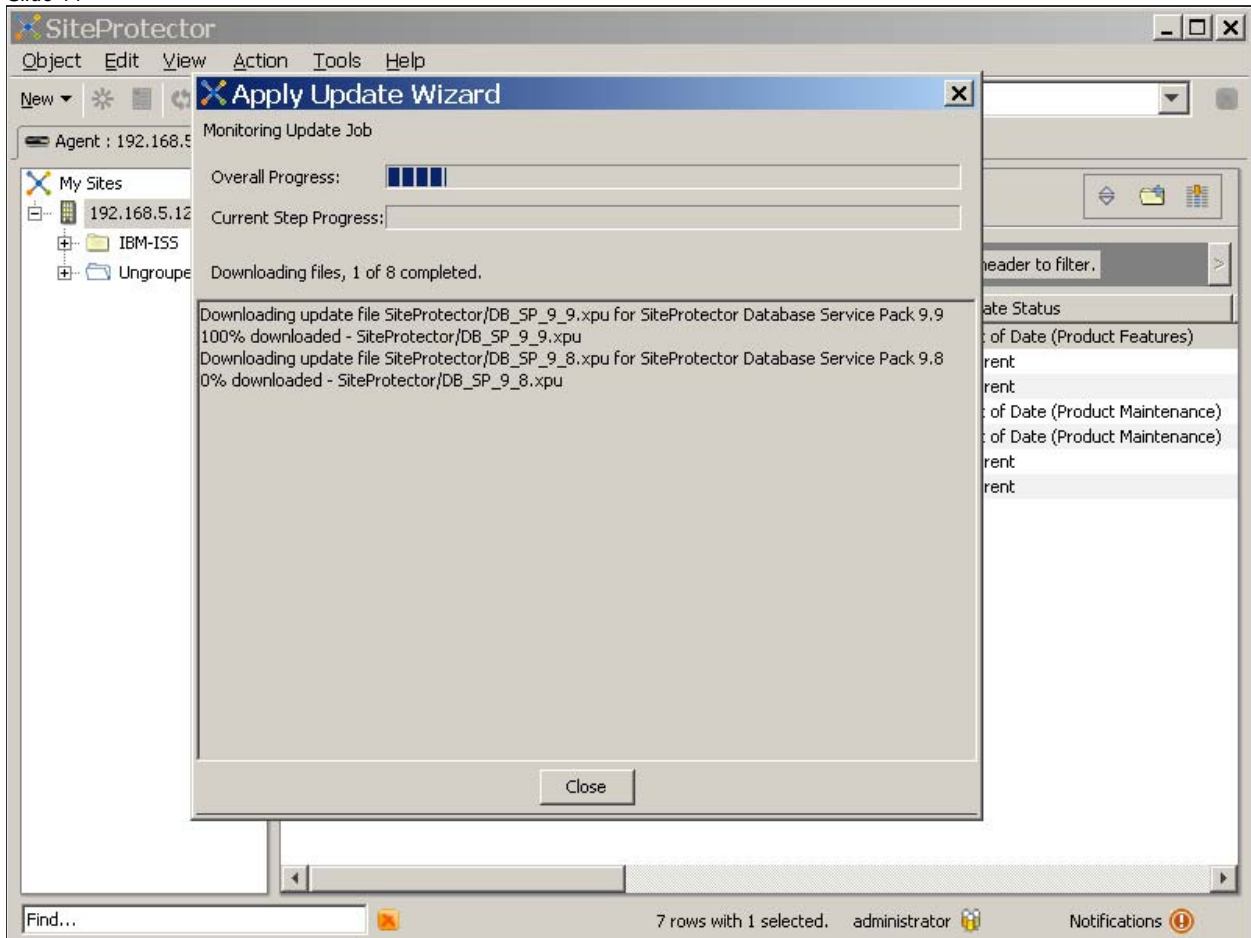 SiteProtector
Object Edit View Action Tools Help
New
Apply Update Wizard
Agent : 192.168.5
Monitoring Update Job
My Sites
192.168.5.12
IBM-ISS
Ungroupe
Overall Progress:
Current Step Progress:
Downloading files, 1 of 8 completed.
Downloading update file SiteProtector/DB_SP_9_9.xpu for SiteProtector Database Service Pack 9.9
100% downloaded - SiteProtector/DB_SP_9_9.xpu
Downloading update file SiteProtector/DB_SP_9_8.xpu for SiteProtector Database Service Pack 9.8
0% downloaded - SiteProtector/DB_SP_9_8.xpu
Close
header to filter. >
ate Status
of Date (Product Features)
rent
rent
of Date (Product Maintenance)
of Date (Product Maintenance)
rent
rent
Find...
7 rows with 1 selected. administrator Notifications